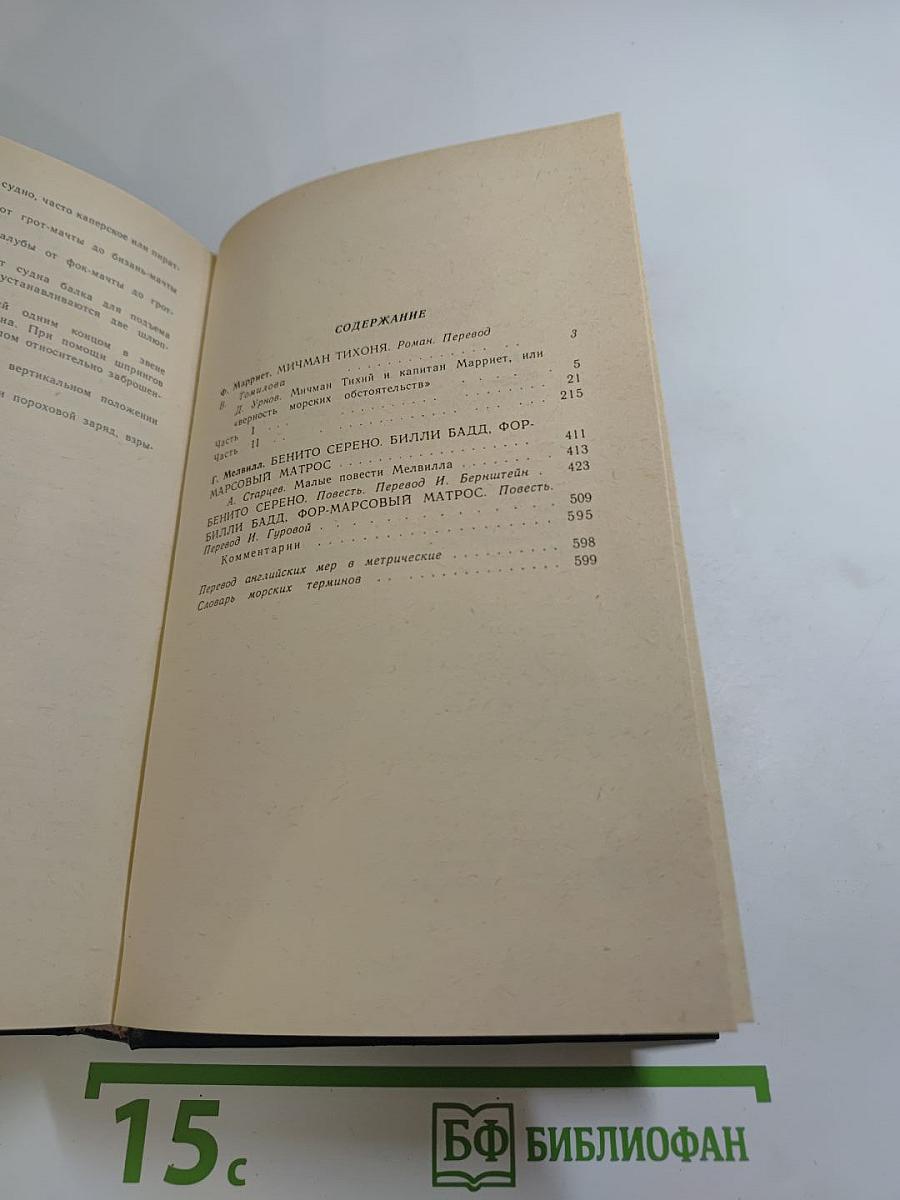 судно, часто каперское или пират-
от грот-мачты до бизань-мачты
алубы от фок-мачты до грот-
т судна балка для подъема
устанавливаются две шлюп-
ей одним концом в звене
на. При помощи шпрингов
лом относительно заброшен-
вертикальном положении
и пороховой заряд, взры-
СОДЕРЖАНИЕ
Ф. Марриет. МИЧМАН ТИХОНЯ. Роман. Перевод
В. Томилова . . . . . . . . . . 3
Д. Урнов. Мичман Тихий и капитан Марриет, или
«верность морских обстоятельств» . . . . . 5
Часть I . . . . . . . . . . 21
Часть II . . . . . . . . . . 215
Г. Мелвилл. БЕНИТО СЕРЕНО. БИЛЛИ БАДД, ФОР-
МАРСОВЫЙ МАТРОС . . . . . . . . 411
А. Старцев. Малые повести Мелвилла . . . . . 413
БЕНИТО СЕРЕНО. Повесть. Перевод И. Бернштейн . 423
БИЛЛИ БАДД, ФОР-МАРСОВЫЙ МАТРОС. Повесть.
Перевод И. Гуровой . . . . . . . . . . 509
Комментарии . . . . . . . . . . 595
Перевод английских мер в метрические . . . . . . . . 598
Словарь морских терминов . . . . . . . . . . 599
15 с
БФ БИБЛИОФАН